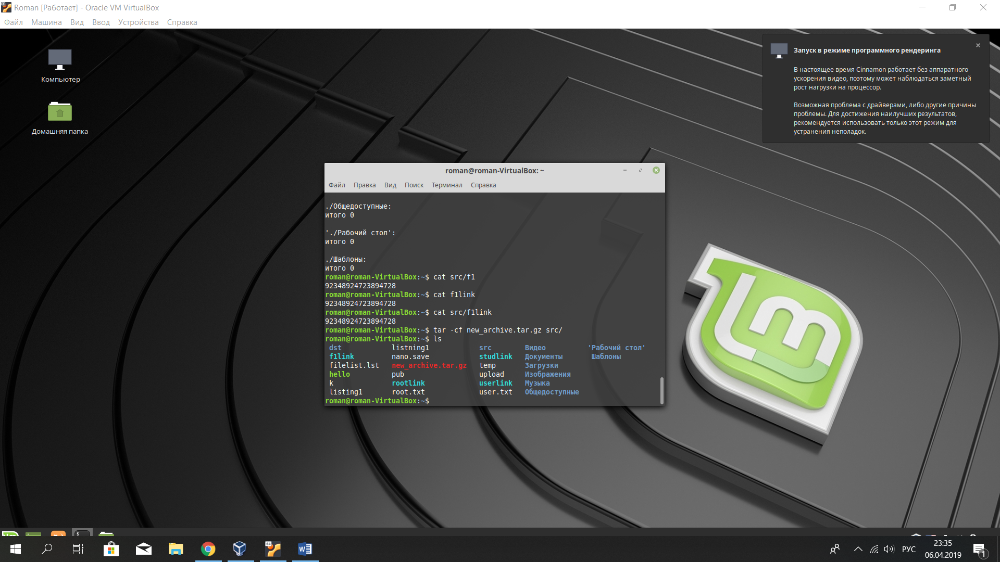 Roman [Работает] - Oracle VM VirtualBox
Файл Машина Вид Ввод Устройства Справка
Компьютер
Домашняя папка
Запуск в режиме программного рендеринга
В настоящее время Cinnamon работает без аппаратного
ускорения видео, поэтому может наблюдаться заметный
рост нагрузки на процессор.
Возможная проблема с драйверами, либо другие причины
проблемы. Для достижения наилучших результатов,
рекомендуется использовать только этот режим для
устранения неполадок.
roman@roman-VirtualBox: ~
Файл Правка Вид Поиск Терминал Справка
./Общедоступные:
итого 0
'./Рабочий стол':
итого 0
./Шаблоны:
итого 0
roman@roman-VirtualBox:~$ cat src/f1
92348924723894728
roman@roman-VirtualBox:~$ cat f1link
92348924723894728
roman@roman-VirtualBox:~$ cat src/f1link
92348924723894728
roman@roman-VirtualBox:~$ tar -cf new_archive.tar.gz src/
roman@roman-VirtualBox:~$ ls
dst listning1 src Видео 'Рабочий стол'
f1link nano.save studlink Документы Шаблоны
filelist.lst new_archive.tar.gz temp Загрузки
hello pub upload Изображения
k rootlink userlink Музыка
listing1 root.txt user.txt Общедоступные
roman@roman-VirtualBox:~$
64
W
РУС
23:35
06.04.2019
1